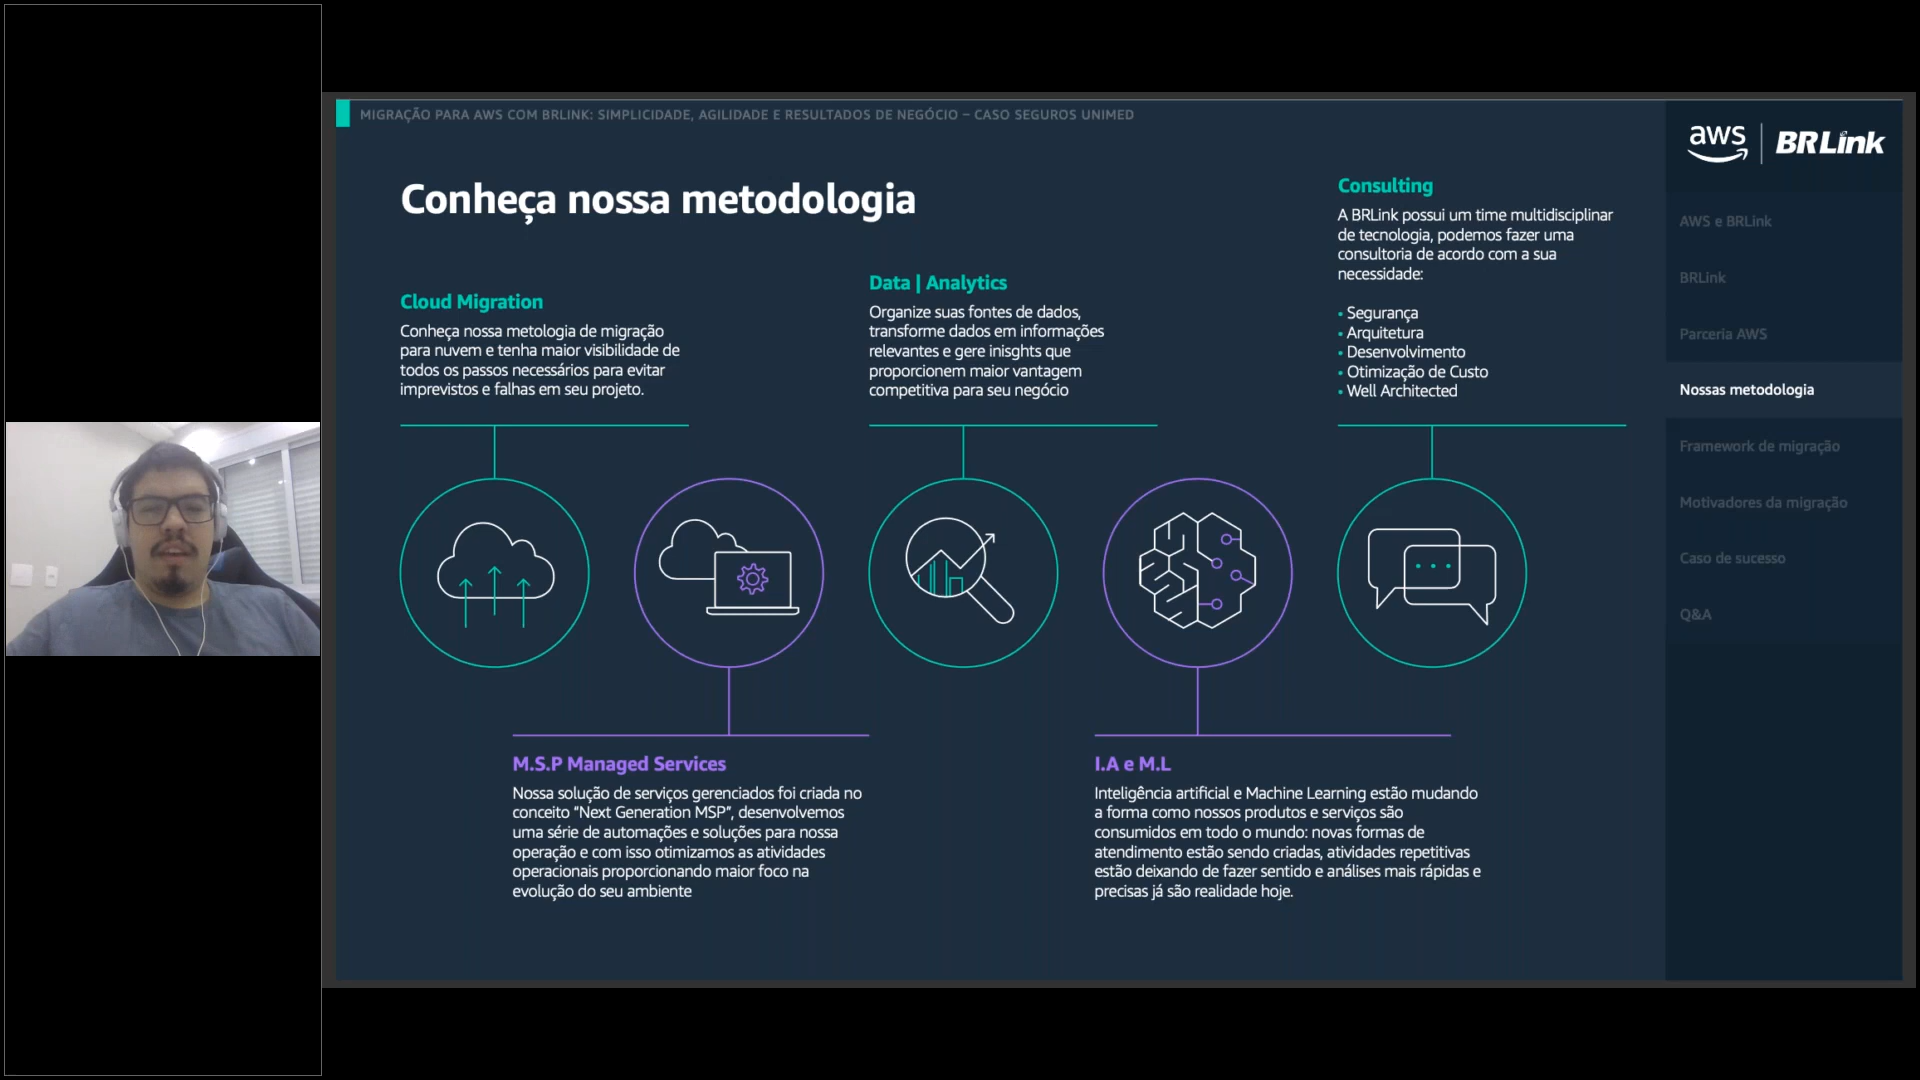 MIGRAÇÃO PARA AWS COM BRLINK: SIMPLICIDADE, AGILIDADE E RESULTADOS DE NEGÓCIO – CASO SEGUROS UNIMED
aws
BRLink
Conheça nossa metodologia
Cloud Migration
Conheça nossa metologia de migração
para nuvem e tenha maior visibilidade de
todos os passos necessários para evitar
imprevistos e falhas em seu projeto.
Data | Analytics
Organize suas fontes de dados,
transforme dados em informações
relevantes e gere inisghts que
proporcionem maior vantagem
competitiva para seu negócio
Consulting
A BRLink possui um time multidisciplinar
de tecnologia, podemos fazer uma
consultoria de acordo com a sua
necessidade:
• Segurança
• Arquitetura
• Desenvolvimento
• Otimização de Custo
• Well Architected
M.S.P Managed Services
Nossa solução de serviços gerenciados foi criada no
conceito “Next Generation MSP”, desenvolvemos
uma série de automações e soluções para nossa
operação e com isso otimizamos as atividades
operacionais proporcionando maior foco na
evolução do seu ambiente
I.A e M.L
Inteligência artificial e Machine Learning estão mudando
a forma como nossos produtos e serviços são
consumidos em todo o mundo: novas formas de
atendimento estão sendo criadas, atividades repetitivas
estão deixando de fazer sentido e análises mais rápidas e
precisas já são realidade hoje.
AWS e BRLink
BRLink
Parceria AWS
Nossas metodologia
Framework de migração
Motivadores da migração
Caso de sucesso
Q&A